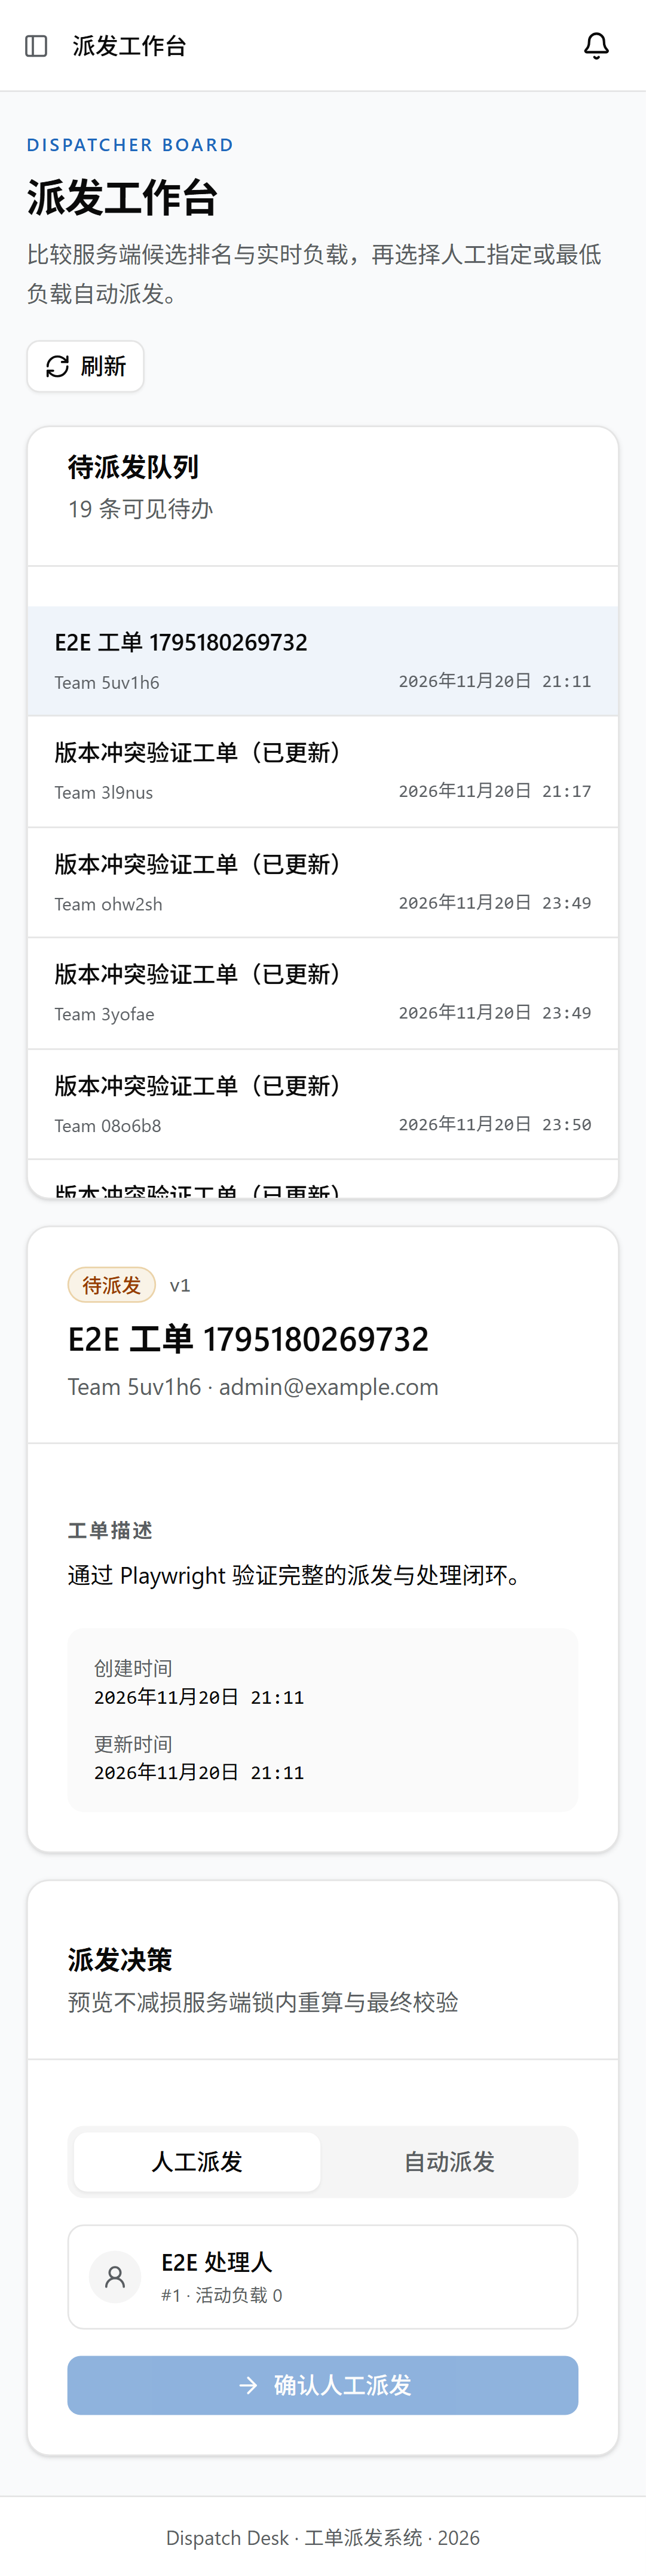 派发工作台
DISPATCHER BOARD
派发工作台
比较服务端候选排名与实时负载，再选择人工指定或最低
负载自动派发。
刷新
待派发队列
19 条可见待办
E2E 工单 1795180269732
Team 5uv1h6 2026年11月20日 21:11
版本冲突验证工单（已更新）
Team 3l9nus 2026年11月20日 21:17
版本冲突验证工单（已更新）
Team ohw2sh 2026年11月20日 23:49
版本冲突验证工单（已更新）
Team 3yofae 2026年11月20日 23:49
版本冲突验证工单（已更新）
Team 08o6b8 2026年11月20日 23:50
版本冲突验证工单（已更新）
待派发 v1
E2E 工单 1795180269732
Team 5uv1h6 · admin@example.com
工单描述
通过 Playwright 验证完整的派发与处理闭环。
创建时间
2026年11月20日 21:11
更新时间
2026年11月20日 21:11
派发决策
预览不减损服务端锁内重算与最终校验
人工派发 自动派发
E2E 处理人
#1 · 活动负载 0
确认人工派发
Dispatch Desk · 工单派发系统 · 2026